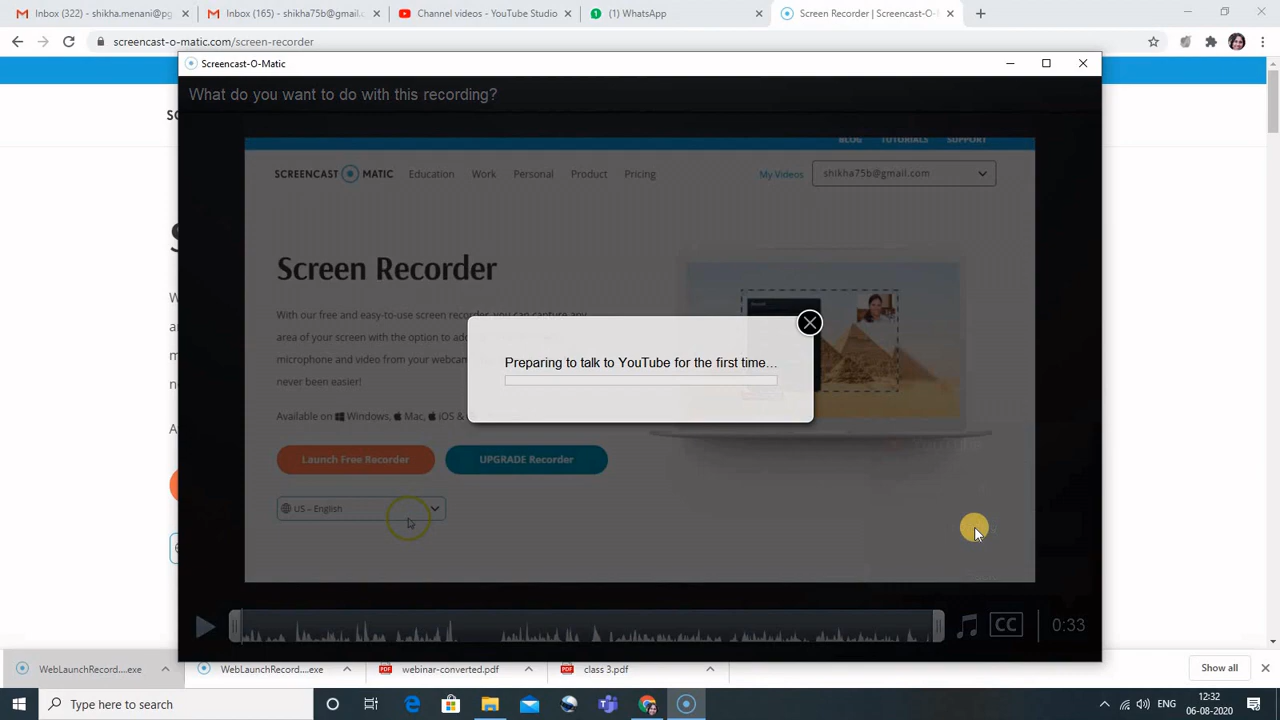 Inbox (322) - shikha.menani@pg
Inbox (165) - shikha75b@gmail.c
Channel videos - YouTube Studio
(1) WhatsApp
Screen Recorder | Screencast-O-M
screencast-o-matic.com/screen-recorder
Screencast-O-Matic
What do you want to do with this recording?
BLOG TUTORIALS SUPPORT
SCREENCAST MATIC
Education
Work
Personal
Product
Pricing
My Videos
shikha75b@gmail.com
Screen Recorder
With our free and easy-to-use screen recorder, you can capture any
area of your screen with the option to add
microphone and video from your webcam
never been easier!
Available on Windows, Mac, iOS &
Preparing to talk to YouTube for the first time...
Launch Free Recorder
UPGRADE Recorder
US - English
CC
0:33
WebLaunchRecord....exe
WebLaunchRecord....exe
webinar-converted.pdf
class 3.pdf
Show all
Type here to search
ENG
12:32
06-08-2020